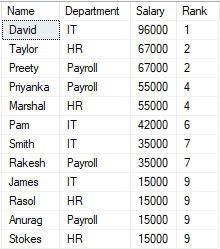 Name Department Salary Rank
David IT 96000 1
Taylor HR 67000 2
Preety Payroll 67000 2
Priyanka Payroll 55000 4
Marshal HR 55000 4
Pam IT 42000 6
Smith IT 35000 7
Rakesh Payroll 35000 7
James IT 15000 9
Rasol HR 15000 9
Anurag Payroll 15000 9
Stokes HR 15000 9